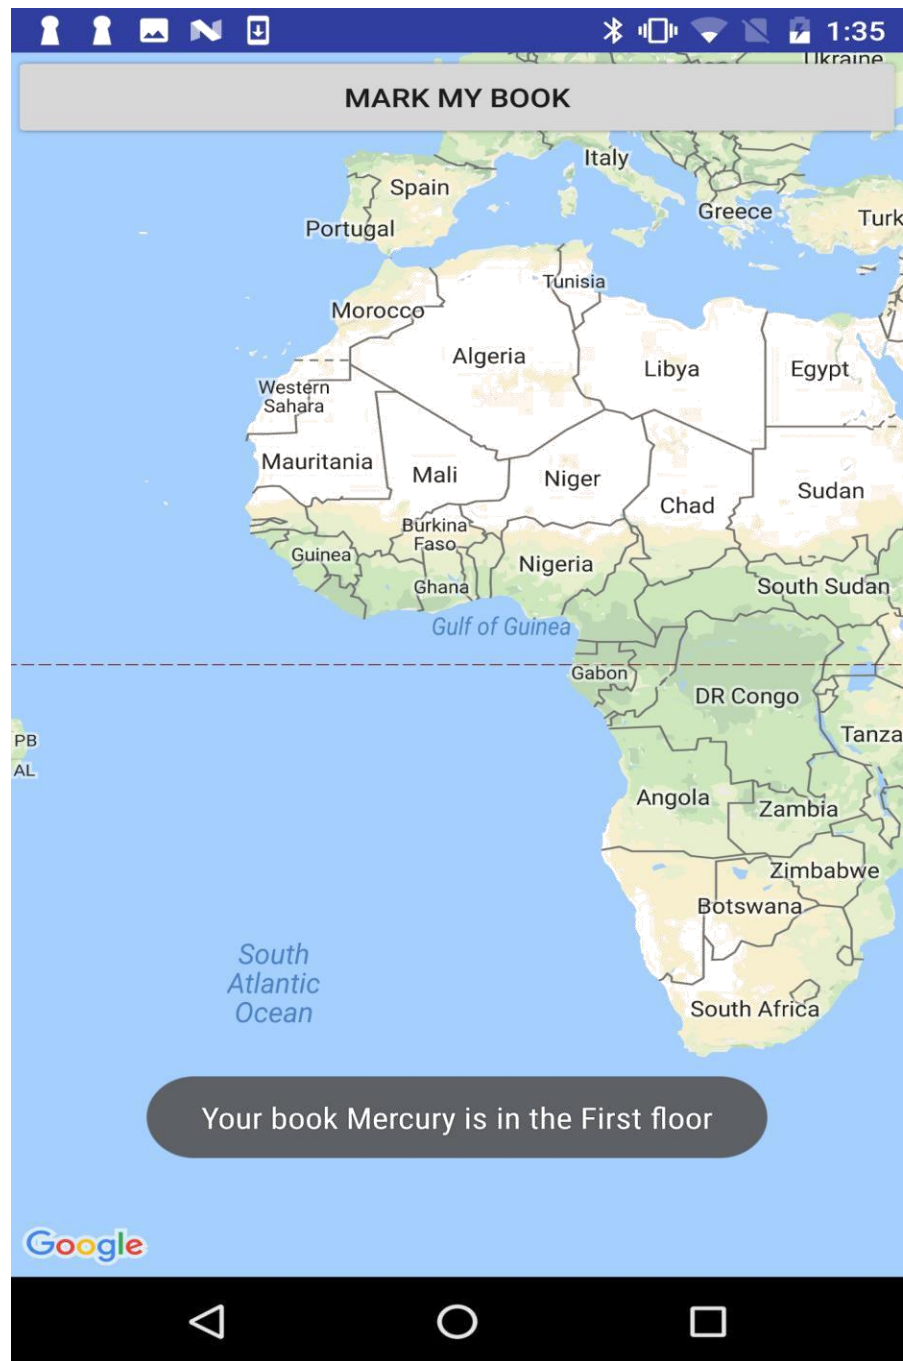 1:35
Ukraine
MARK MY BOOK
Italy
Spain
Greece
Portugal
Turk
Tunisia
Morocco
Algeria
Libya
Egypt
Western
Sahara
Mauritania
Mali
Niger
Chad
Sudan
Burkina
Faso
Guinea
Nigeria
Ghana
South Sudan
Gulf of Guinea
Gabon
DR Congo
PB
Tanza
AL
Angola
Zambia
Zimbabwe
Botswana
South
Atlantic
Ocean
South Africa
Your book Mercury is in the First floor
Google